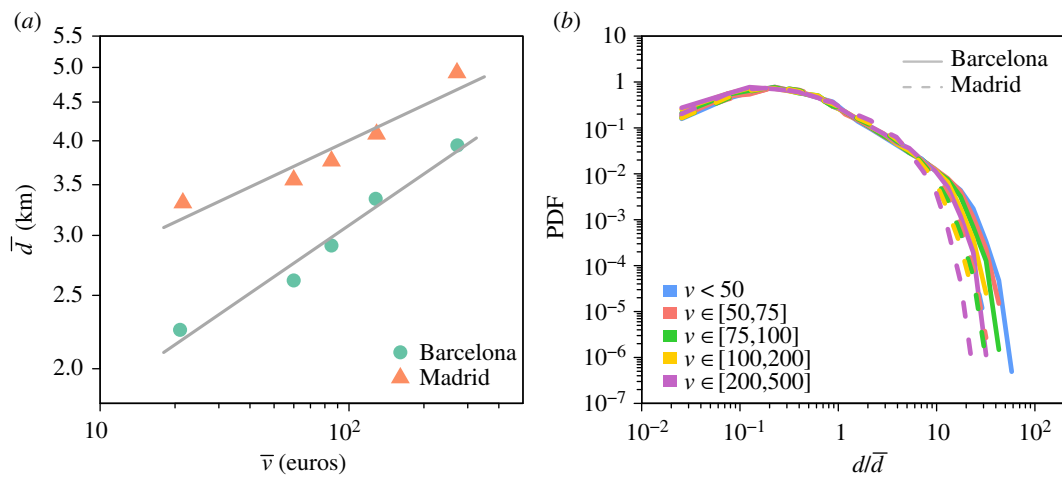 (a)
5.5
5.0
4.5
4.0
3.5
3.0
2.5
2.0
d̅ (km)
10
10²
v̅ (euros)
Barcelona
Madrid
(b)
10
1
10⁻¹
10⁻²
10⁻³
10⁻⁴
10⁻⁵
10⁻⁶
10⁻⁷
PDF
Barcelona
Madrid
v < 50
v ∈ [50,75]
v ∈ [75,100]
v ∈ [100,200]
v ∈ [200,500]
10⁻²
10⁻¹
1
10
10²
d/d̅